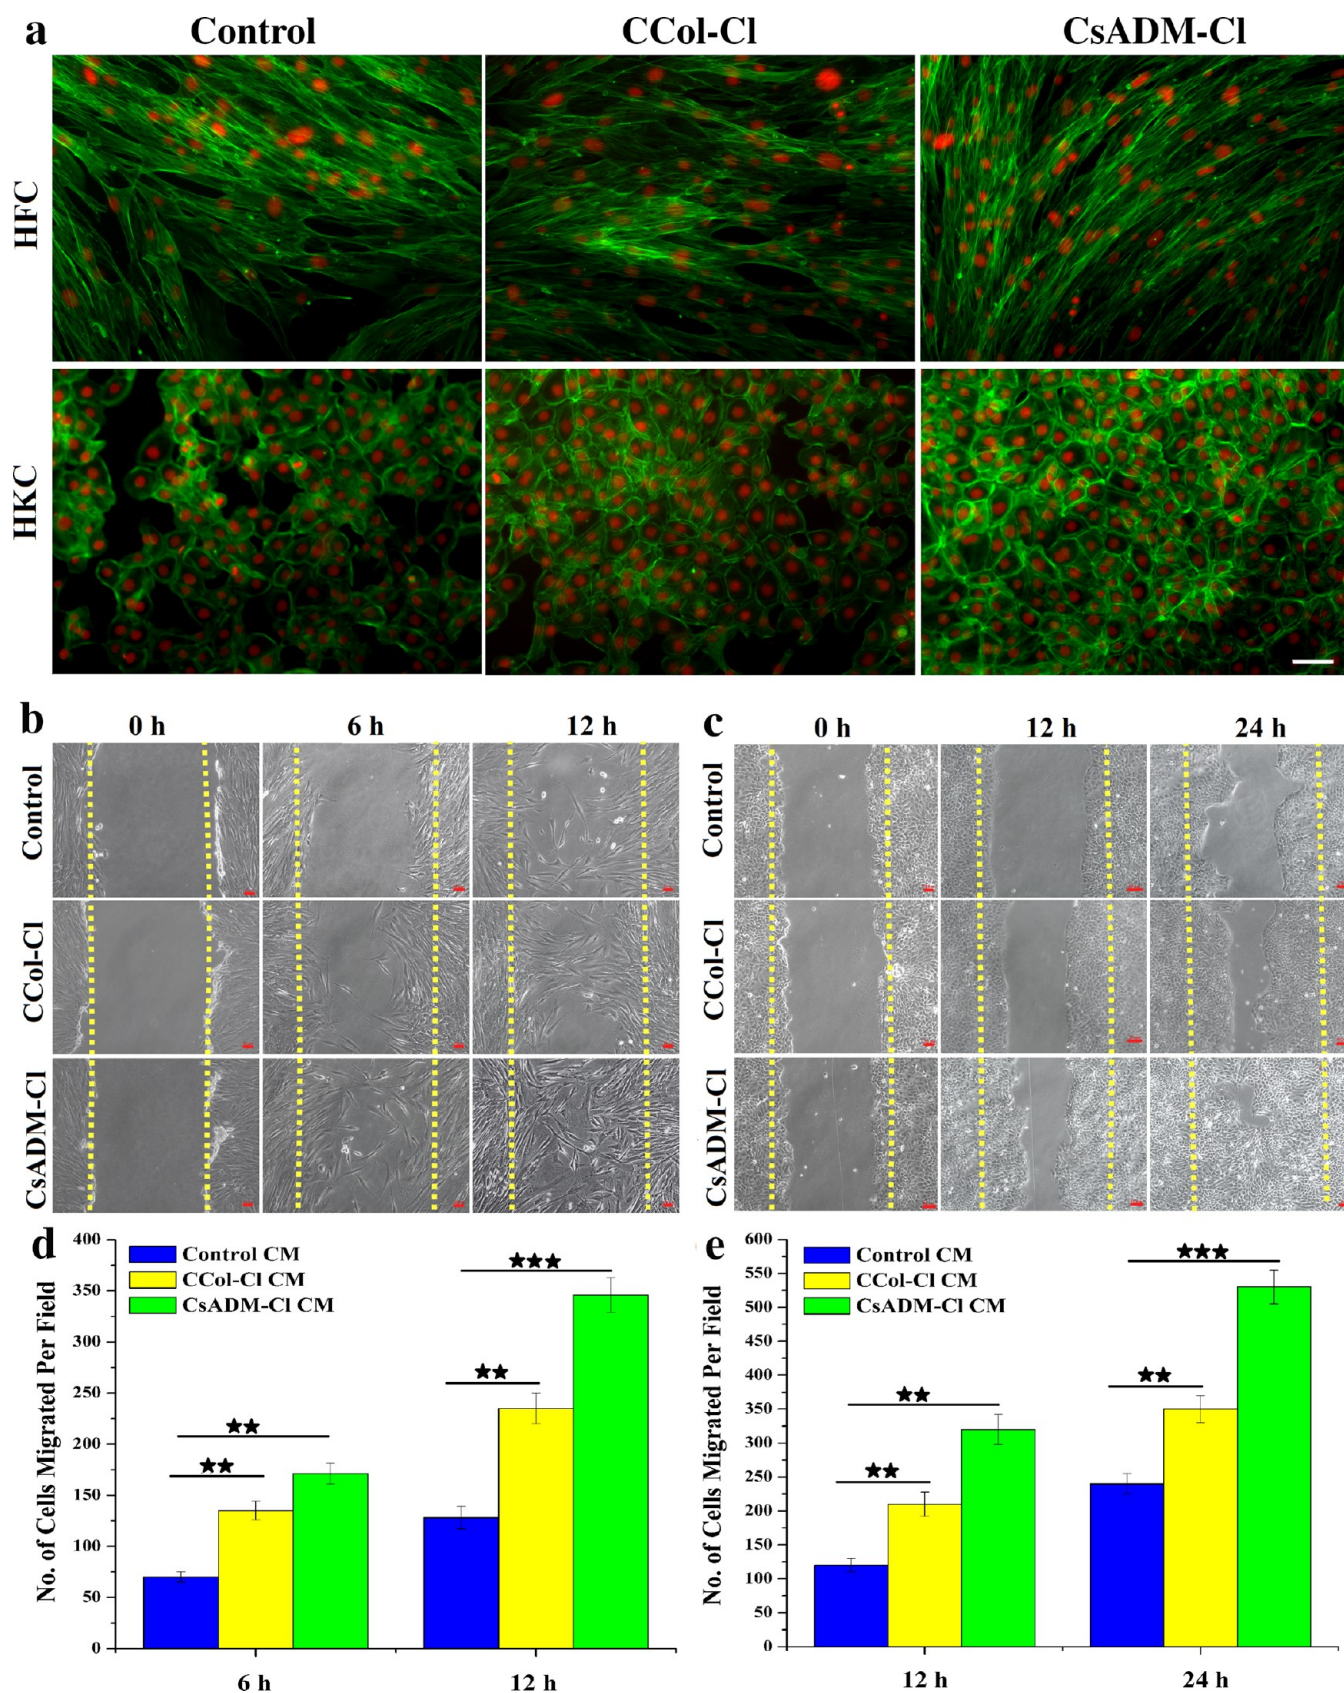 a
Control
CCol-Cl
CsADM-Cl
HFC
HKC
b
0 h
6 h
12 h
Control
CCol-Cl
CsADM-Cl
c
0 h
12 h
24 h
Control
CCol-Cl
CsADM-Cl
d
No. of Cells Migrated Per Field
400
350
300
250
200
150
100
50
0
Control CM
CCol-Cl CM
CsADM-Cl CM
★★
★★
★★
★★★
6 h
12 h
e
No. of Cells Migrated Per Field
600
550
500
450
400
350
300
250
200
150
100
50
0
Control CM
CCol-Cl CM
CsADM-Cl CM
★★
★★
★★
★★★
12 h
24 h